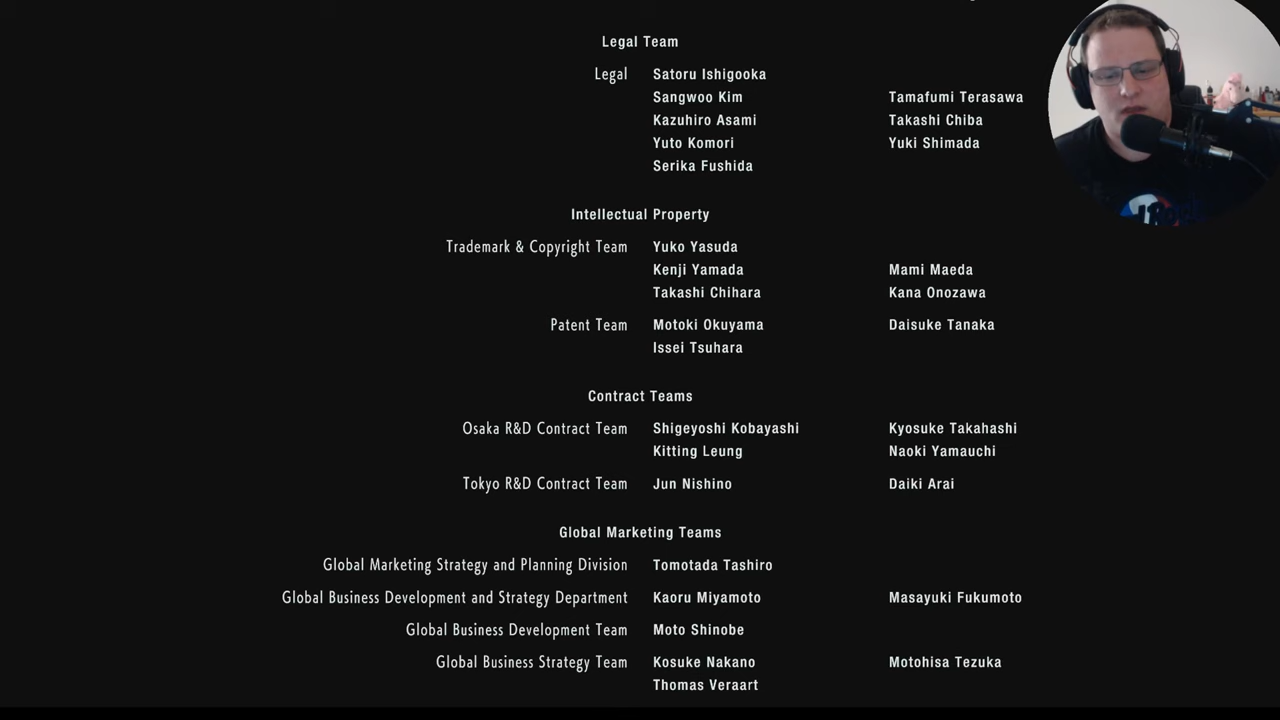 Legal Team
Legal Satoru Ishigooka
Sangwoo Kim Tamafumi Terasawa
Kazuhiro Asami Takashi Chiba
Yuto Komori Yuki Shimada
Serika Fushida
Intellectual Property
Trademark & Copyright Team Yuko Yasuda
Kenji Yamada Mami Maeda
Takashi Chihara Kana Onozawa
Patent Team Motoki Okuyama Daisuke Tanaka
Issei Tsuhara
Contract Teams
Osaka R&D Contract Team Shigeyoshi Kobayashi Kyosuke Takahashi
Kitting Leung Naoki Yamauchi
Tokyo R&D Contract Team Jun Nishino Daiki Arai
Global Marketing Teams
Global Marketing Strategy and Planning Division Tomotada Tashiro
Global Business Development and Strategy Department Kaoru Miyamoto Masayuki Fukumoto
Global Business Development Team Moto Shinobe
Global Business Strategy Team Kosuke Nakano Motohisa Tezuka
Thomas Veraart